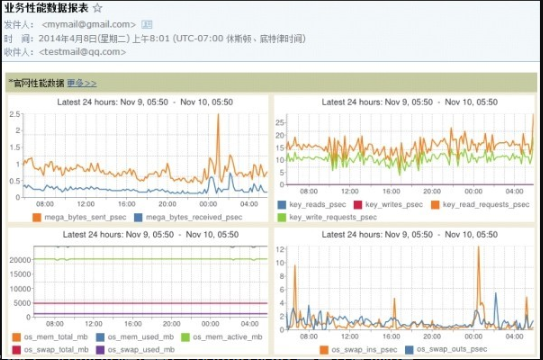 业务性能数据报表 ☆
发件人： <mymail@gmail.com>
时 间： 2014年4月8日(星期二) 上午8:01 (UTC-07:00 休斯顿、底特律时间)
收件人： <testmail@qq.com>
*官网性能数据 更多>>
Latest 24 hours: Nov 9, 05:50 - Nov 10, 05:50
2.5
2
1.5
1
0.5
0
08:00 12:00 16:00 20:00 00:00 04:00
mega_bytes_sent_psec mega_bytes_received_psec
Latest 24 hours: Nov 9, 05:50 - Nov 10, 05:50
25
20
15
10
5
0
08:00 12:00 16:00 20:00 00:00 04:00
key_reads_psec key_writes_psec key_read_requests_psec
key_write_requests_psec
Latest 24 hours: Nov 9, 05:50 - Nov 10, 05:50
20000
15000
10000
5000
0
08:00 12:00 16:00 20:00 00:00 04:00
os_mem_total_mb os_mem_used_mb os_mem_active_mb
os_swap_total_mb os_swap_used_mb
Latest 24 hours: Nov 9, 05:50 - Nov 10, 05:50
12
10
8
6
4
2
0
08:00 12:00 16:00 20:00 00:00 04:00
os_swap_ins_psec os_swap_outs_psec